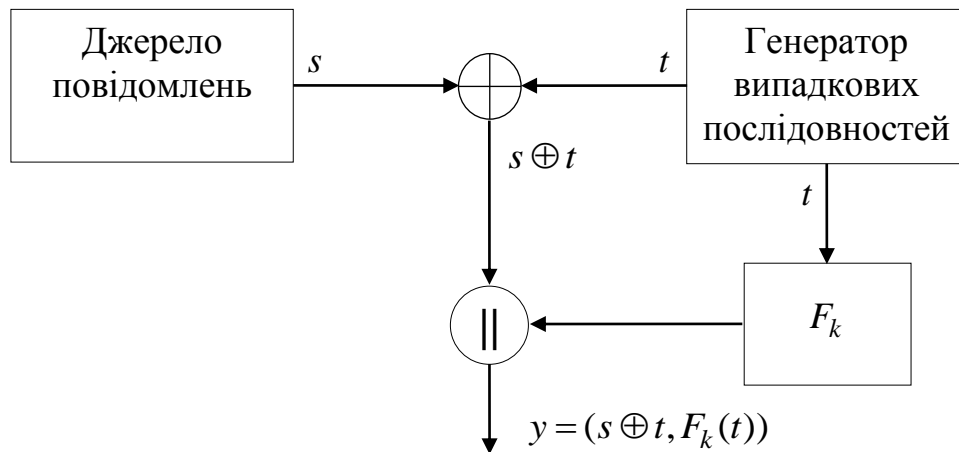 Джерело
повідомлень
s
t
Генератор
випадкових
послідовностей
s ⊕ t
t
F_k
||
y = (s ⊕ t, F_k(t))